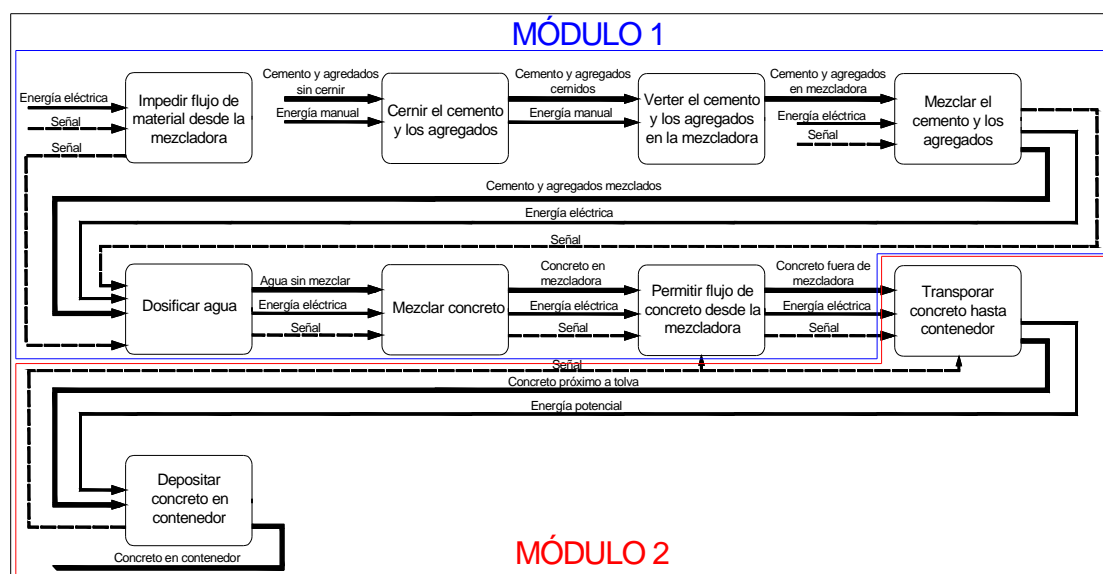 MÓDULO 1
Energía eléctrica
Señal
Señal
Impedir flujo de
material desde la
mezcladora
Cemento y agredados
sin cernir
Energía manual
Cernir el cemento
y los agregados
Cemento y agregados
cernidos
Energía manual
Verter el cemento
y los agregados
en la mezcladora
Cemento y agregados
en mezcladora
Energía eléctrica
Señal
Mezclar el
cemento y los
agregados
Cemento y agregados mezclados
Energía eléctrica
Señal
Dosificar agua
Agua sin mezclar
Energía eléctrica
Señal
Mezclar concreto
Concreto en
mezcladora
Energía eléctrica
Señal
Permitir flujo de
concreto desde la
mezcladora
Concreto fuera de
mezcladora
Energía eléctrica
Señal
Transporar
concreto hasta
contenedor
Señal
Concreto próximo a tolva
Energía potencial
Depositar
concreto en
contenedor
Concreto en contenedor
MÓDULO 2